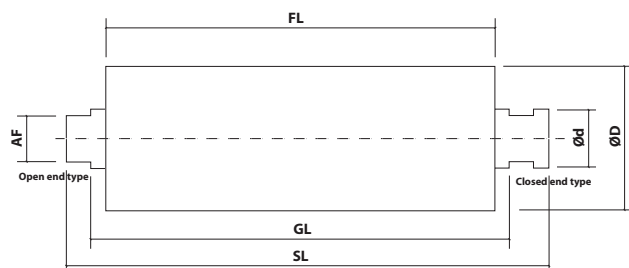 FL
AF
Open end type
Ød
ØD
Closed end type
GL
SL